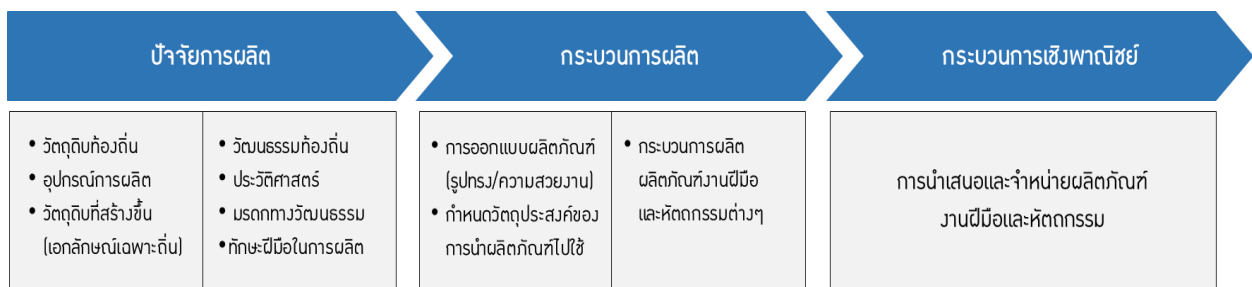 ปัจจัยการผลิต
กระบวนการผลิต
กระบวนการเชิงพาณิชย์
• วัตถุดิบท้องถิ่น
• อุปกรณ์การผลิต
• วัตถุดิบที่สร้างขึ้น
(เอกลักษณ์เฉพาะถิ่น)
• วัฒนธรรมท้องถิ่น
• ประวัติศาสตร์
• มรดกทางวัฒนธรรม
• ทักษะฝีมือในการผลิต
• การออกแบบผลิตภัณฑ์
(รูปทรง/ความสวยงาน)
• กำหนดวัตถุประสงค์ของ
การนำผลิตภัณฑ์ไปใช้
• กระบวนการผลิต
ผลิตภัณฑ์งานฝีมือ
และหัตถกรรมต่างๆ
การนำเสนอและจำหน่ายผลิตภัณฑ์
งานฝีมือและหัตถกรรม